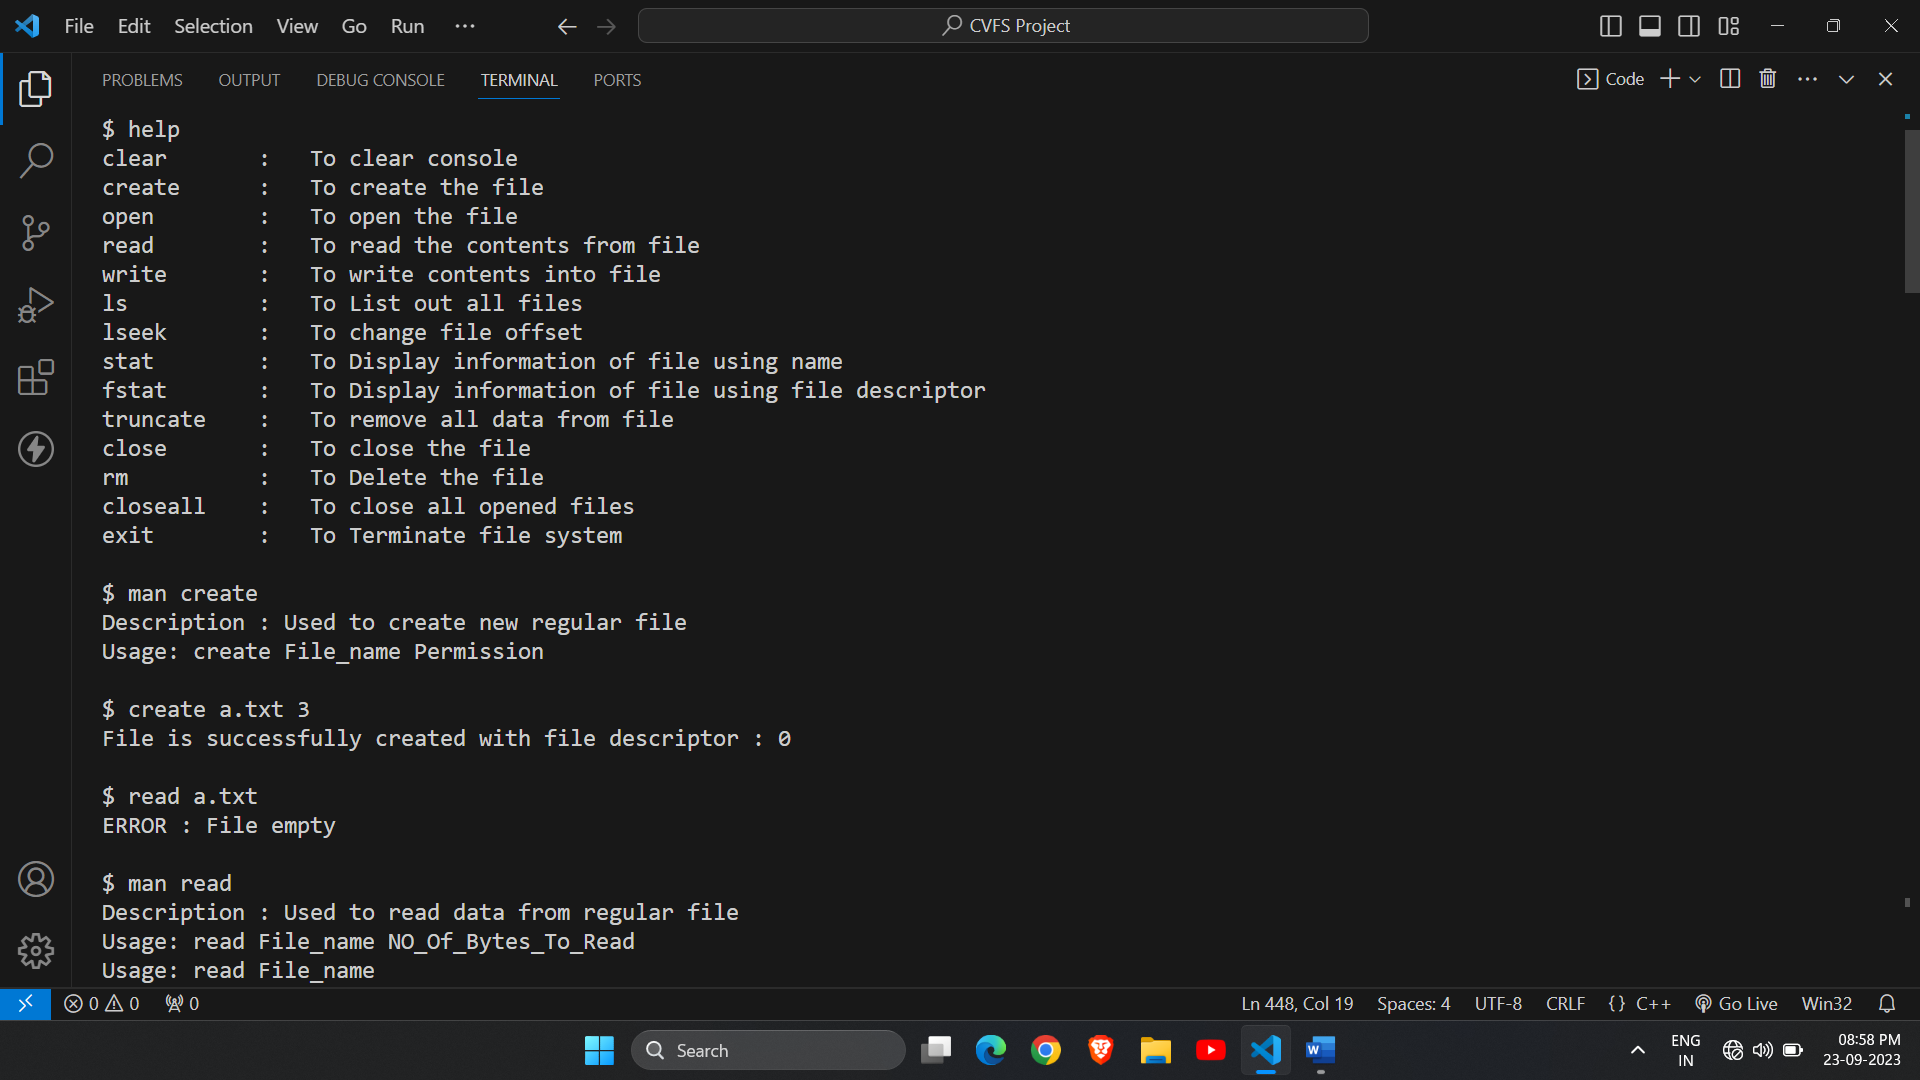 File Edit Selection View Go Run ··· CVFS Project
PROBLEMS OUTPUT DEBUG CONSOLE TERMINAL PORTS Code
$ help
clear : To clear console
create : To create the file
open : To open the file
read : To read the contents from file
write : To write contents into file
ls : To List out all files
lseek : To change file offset
stat : To Display information of file using name
fstat : To Display information of file using file descriptor
truncate : To remove all data from file
close : To close the file
rm : To Delete the file
closeall : To close all opened files
exit : To Terminate file system
$ man create
Description : Used to create new regular file
Usage: create File_name Permission
$ create a.txt 3
File is successfully created with file descriptor : 0
$ read a.txt
ERROR : File empty
$ man read
Description : Used to read data from regular file
Usage: read File_name NO_Of_Bytes_To_Read
Usage: read File_name
0 0 0 Ln 448, Col 19 Spaces: 4 UTF-8 CRLF {} C++ Go Live Win32
Search W ENG IN 08:58 PM 23-09-2023